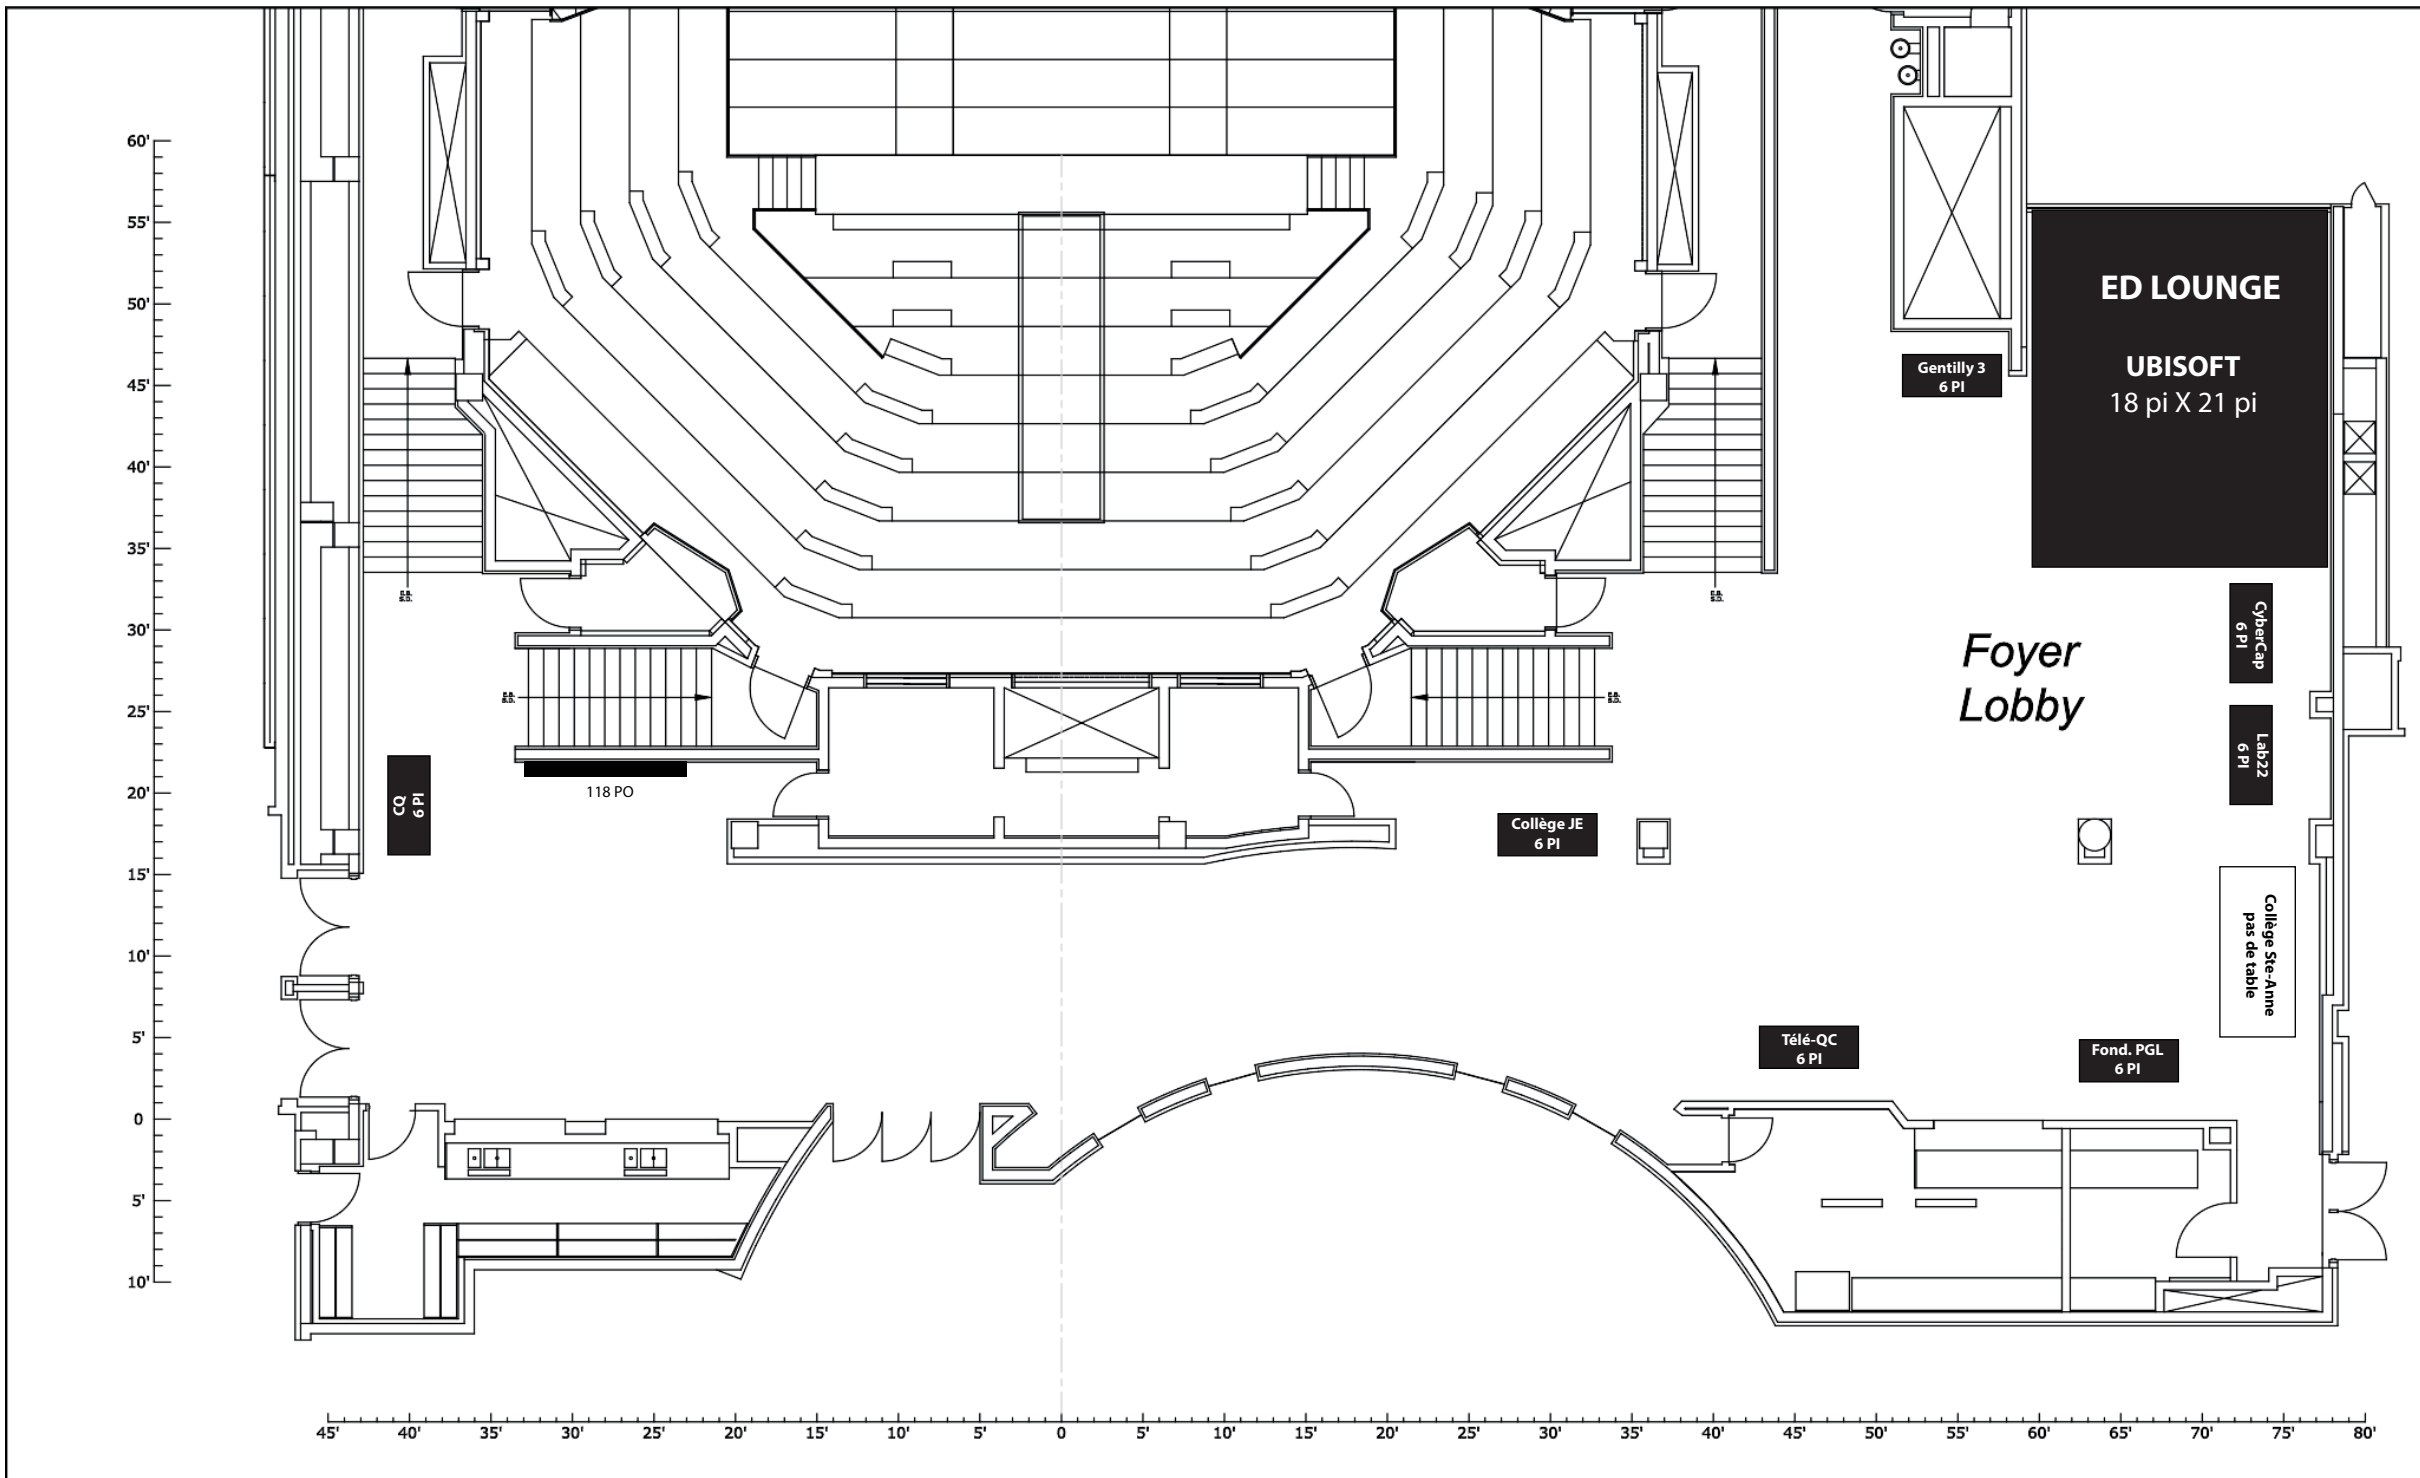 60'
55'
50'
45'
40'
35'
30'
25'
20'
15'
10'
5'
0
5'
10'
ED LOUNGE
UBISOFT
18 pi X 21 pi
Gentilly 3
6 PI
CyberCap
6 PI
Foyer
Lobby
Lab22
6 PI
CQ
6 PI
118 PO
Collège JE
6 PI
Collège Ste-Anne
pas de table
Télé-QC
6 PI
Fond. PGL
6 PI
45' 40' 35' 30' 25' 20' 15' 10' 5' 0 5' 10' 15' 20' 25' 30' 35' 40' 45' 50' 55' 60' 65' 70' 75' 80'